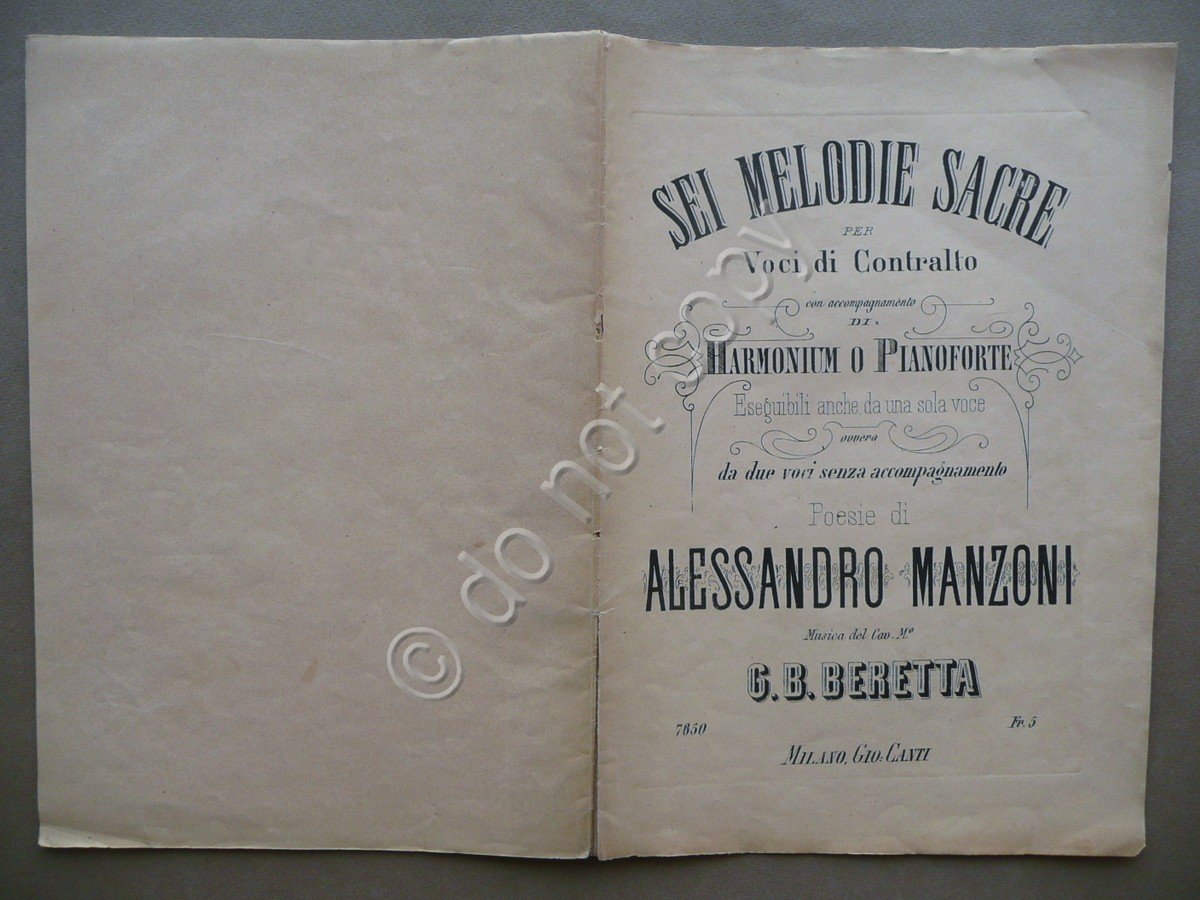 SEI MELODIE SACRE
PER
Voci di Contralto
con accompagnamento
DI
HARMONIUM O PIANOFORTE
Eseguibili anche da una sola voce
ovvero
da due voci senza accompagnamento
Poesie di
ALESSANDRO MANZONI
Musica del Cav. M.º
G. B. BERETTA
7650 Fr. 5
MILANO, GIO: CANTI
© do not copy